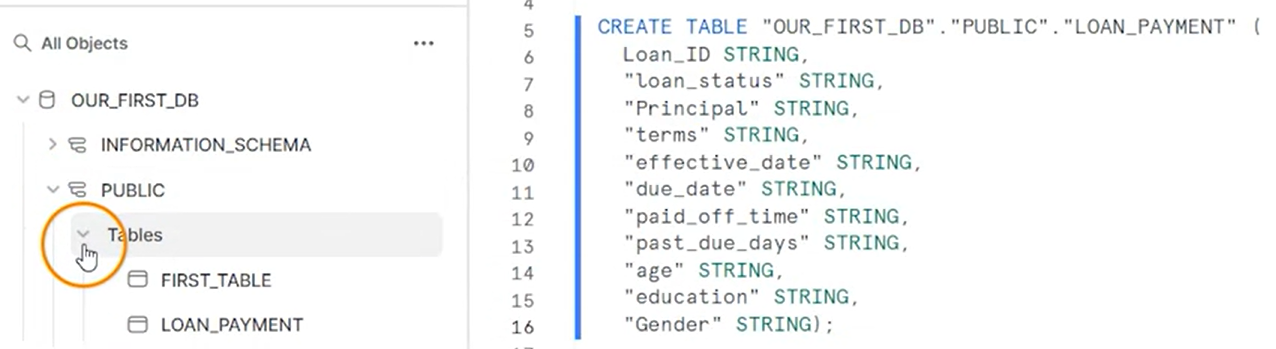 All Objects
...
OUR_FIRST_DB
INFORMATION_SCHEMA
PUBLIC
Tables
FIRST_TABLE
LOAN_PAYMENT
4
5 CREATE TABLE "OUR_FIRST_DB"."PUBLIC"."LOAN_PAYMENT" (
6 Loan_ID STRING,
7 "loan_status" STRING,
8 "Principal" STRING,
9 "terms" STRING,
10 "effective_date" STRING,
11 "due_date" STRING,
12 "paid_off_time" STRING,
13 "past_due_days" STRING,
14 "age" STRING,
15 "education" STRING,
16 "Gender" STRING);